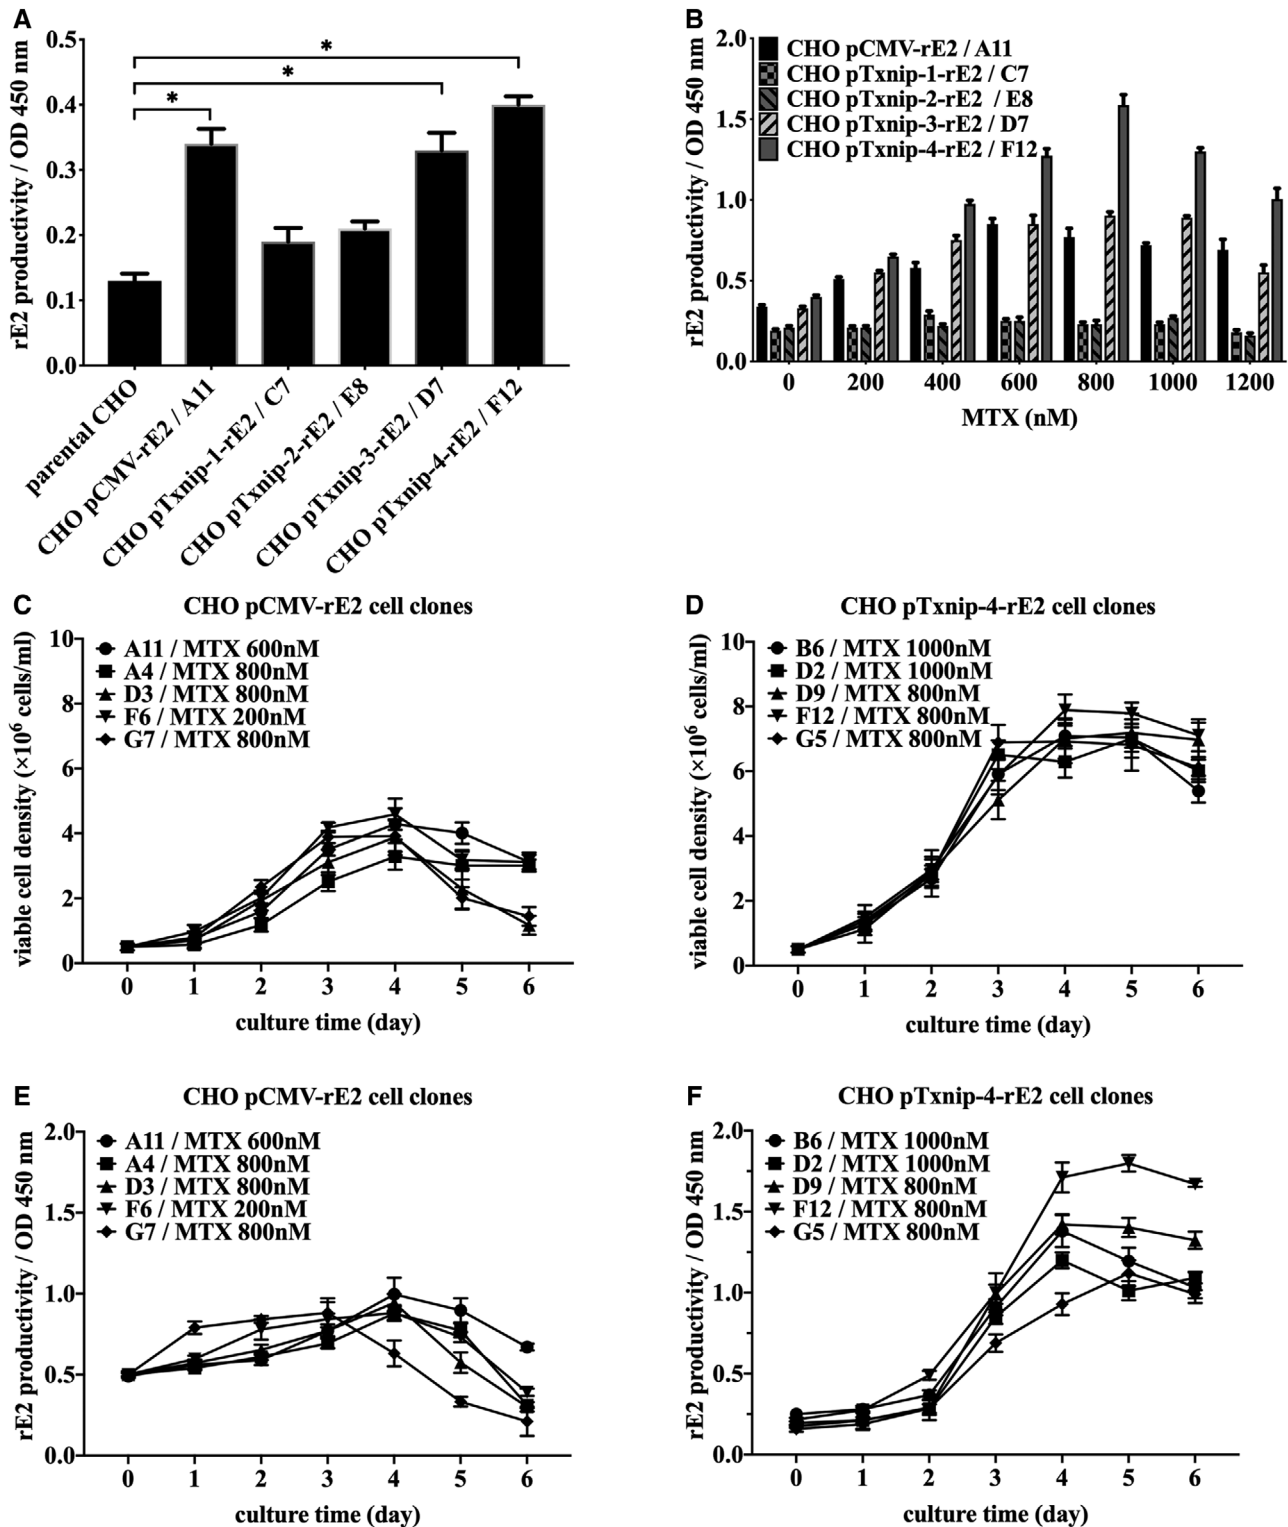 A
rE2 productivity / OD 450 nm
0.5
0.4
0.3
0.2
0.1
0.0
*
*
*
parental CHO
CHO pCMV-rE2 / A11
CHO pTxnip-1-rE2 / C7
CHO pTxnip-2-rE2 / E8
CHO pTxnip-3-rE2 / D7
CHO pTxnip-4-rE2 / F12
B
rE2 productivity / OD 450 nm
2.0
1.5
1.0
0.5
0.0
CHO pCMV-rE2 / A11
CHO pTxnip-1-rE2 / C7
CHO pTxnip-2-rE2 / E8
CHO pTxnip-3-rE2 / D7
CHO pTxnip-4-rE2 / F12
0 200 400 600 800 1000 1200
MTX (nM)
C
CHO pCMV-rE2 cell clones
viable cell density (×10⁶ cells/ml)
10
8
6
4
2
0
A11 / MTX 600nM
A4 / MTX 800nM
D3 / MTX 800nM
F6 / MTX 200nM
G7 / MTX 800nM
0 1 2 3 4 5 6
culture time (day)
D
CHO pTxnip-4-rE2 cell clones
viable cell density (×10⁶ cells/ml)
10
8
6
4
2
0
B6 / MTX 1000nM
D2 / MTX 1000nM
D9 / MTX 800nM
F12 / MTX 800nM
G5 / MTX 800nM
0 1 2 3 4 5 6
culture time (day)
E
CHO pCMV-rE2 cell clones
rE2 productivity / OD 450 nm
2.0
1.5
1.0
0.5
0.0
A11 / MTX 600nM
A4 / MTX 800nM
D3 / MTX 800nM
F6 / MTX 200nM
G7 / MTX 800nM
0 1 2 3 4 5 6
culture time (day)
F
CHO pTxnip-4-rE2 cell clones
rE2 productivity / OD 450 nm
2.0
1.5
1.0
0.5
0.0
B6 / MTX 1000nM
D2 / MTX 1000nM
D9 / MTX 800nM
F12 / MTX 800nM
G5 / MTX 800nM
0 1 2 3 4 5 6
culture time (day)